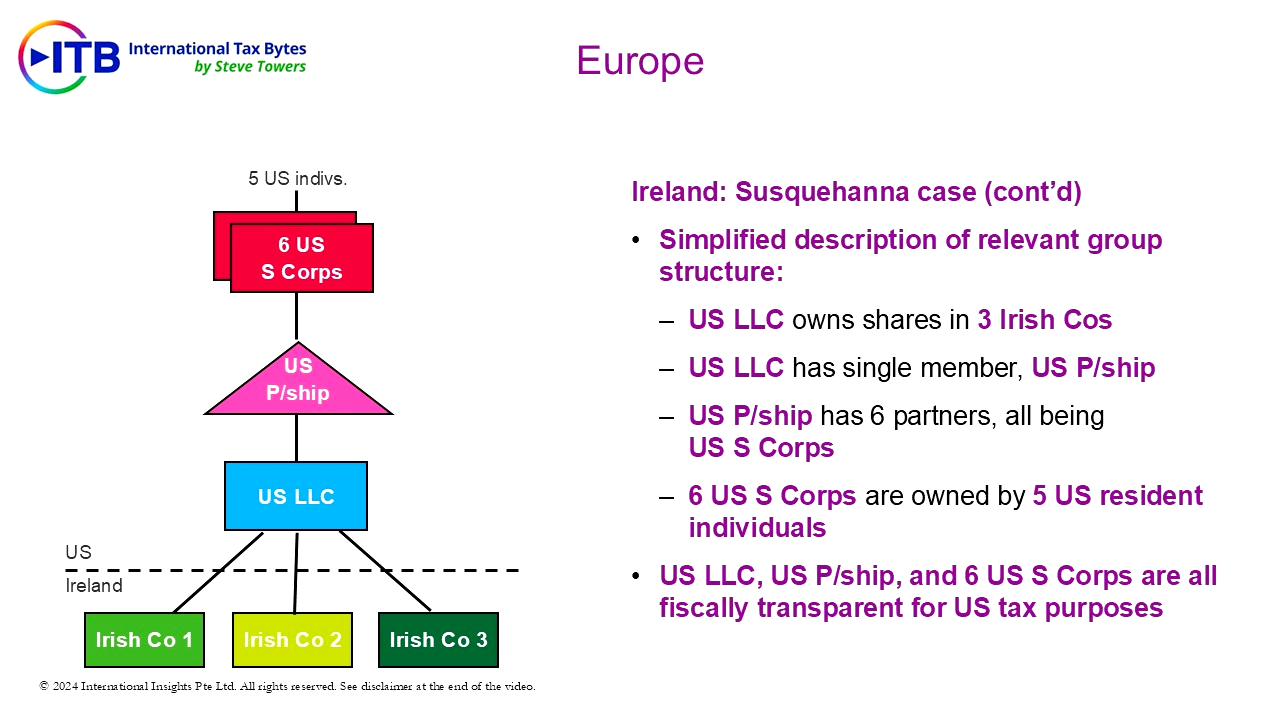 ITB International Tax Bytes
by Steve Towers
Europe
5 US indivs.
6 US
S Corps
US
P/ship
US LLC
US
Ireland
Irish Co 1
Irish Co 2
Irish Co 3
Ireland: Susquehanna case (cont’d)
• Simplified description of relevant group
structure:
– US LLC owns shares in 3 Irish Cos
– US LLC has single member, US P/ship
– US P/ship has 6 partners, all being
US S Corps
– 6 US S Corps are owned by 5 US resident
individuals
• US LLC, US P/ship, and 6 US S Corps are all
fiscally transparent for US tax purposes
© 2024 International Insights Pte Ltd. All rights reserved. See disclaimer at the end of the video.